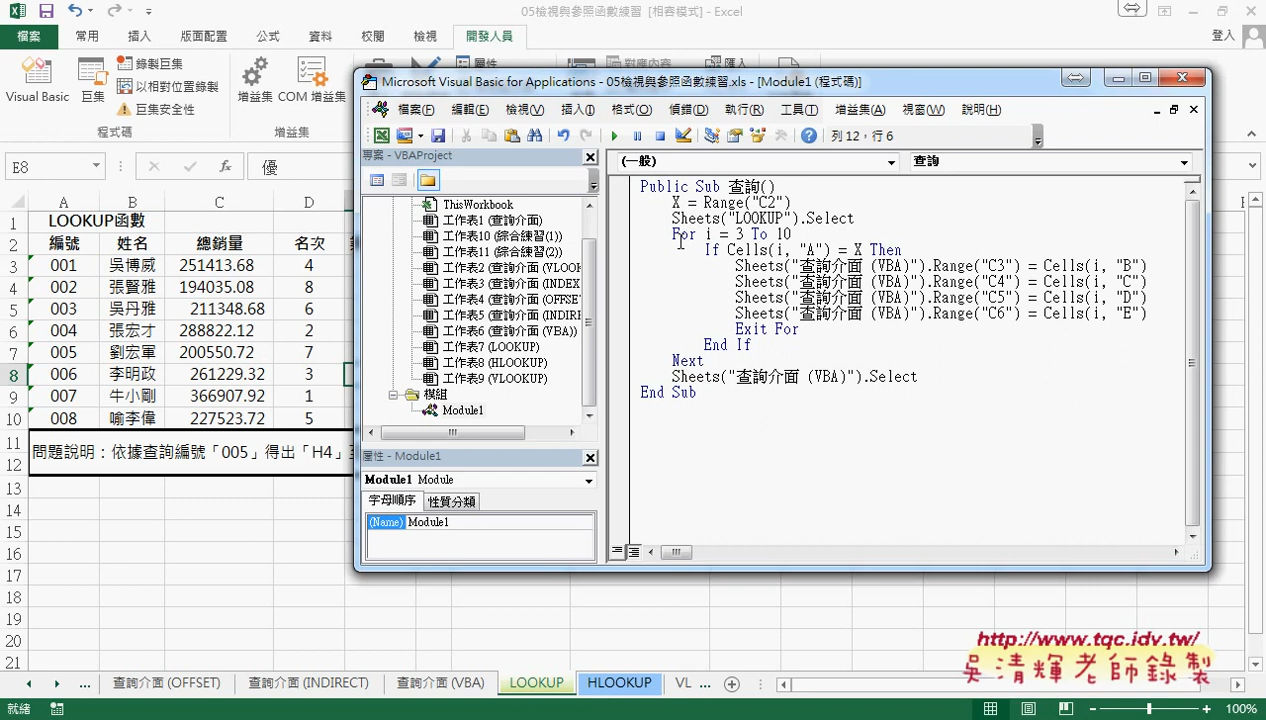 05檢視與參照函數練習 [相容模式] - Excel
檔案 常用 插入 版面配置 公式 資料 校閱 檢視 開發人員 登入
Visual Basic 巨集 錄製巨集 以相對位置錄製 巨集安全性 增益集 COM 增益集
程式碼 增益集
Microsoft Visual Basic for Applications - 05檢視與參照函數練習.xls - [Module1 (程式碼)]
檔案(F) 編輯(E) 檢視(V) 插入(I) 格式(O) 偵錯(D) 執行(R) 工具(T) 增益集(A) 視窗(W) 說明(H)
列 12，行 6
專案 - VBAProject
(一般) 查詢
ThisWorkbook
工作表1 (查詢介面)
工作表10 (綜合練習(1))
工作表11 (綜合練習(2))
工作表2 (查詢介面 (VLOOK
工作表3 (查詢介面 (INDEX
工作表4 (查詢介面 (OFFSET
工作表5 (查詢介面 (INDIRE
工作表6 (查詢介面 (VBA))
工作表7 (LOOKUP)
工作表8 (HLOOKUP)
工作表9 (VLOOKUP)
模組
Module1
屬性 - Module1
Module1 Module
字母順序 性質分類
(Name) Module1
Public Sub 查詢()
X = Range("C2")
Sheets("LOOKUP").Select
For i = 3 To 10
If Cells(i, "A") = X Then
Sheets("查詢介面 (VBA)").Range("C3") = Cells(i, "B")
Sheets("查詢介面 (VBA)").Range("C4") = Cells(i, "C")
Sheets("查詢介面 (VBA)").Range("C5") = Cells(i, "D")
Sheets("查詢介面 (VBA)").Range("C6") = Cells(i, "E")
Exit For
End If
Next
Sheets("查詢介面 (VBA)").Select
End Sub
E8 fx 優
A B C D
1 LOOKUP函數
2 編號 姓名 總銷量 名次
3 001 吳博威 251413.68 4
4 002 張賢雅 194035.08 8
5 003 吳丹雅 211348.68 6
6 004 張宏才 288822.12 2
7 005 劉宏軍 200550.72 7
8 006 李明政 261229.32 3
9 007 牛小剛 366907.92 1
10 008 喻李偉 227523.72 5
11
12
問題說明：依據查詢編號「005」得出「H4」
13
14
15
16
17
18
19
20
21
http://www.tqc.idv.tw/
吳清輝老師錄製
... 查詢介面 (OFFSET) 查詢介面 (INDIRECT) 查詢介面 (VBA) LOOKUP HLOOKUP VL ...
就緒 100%